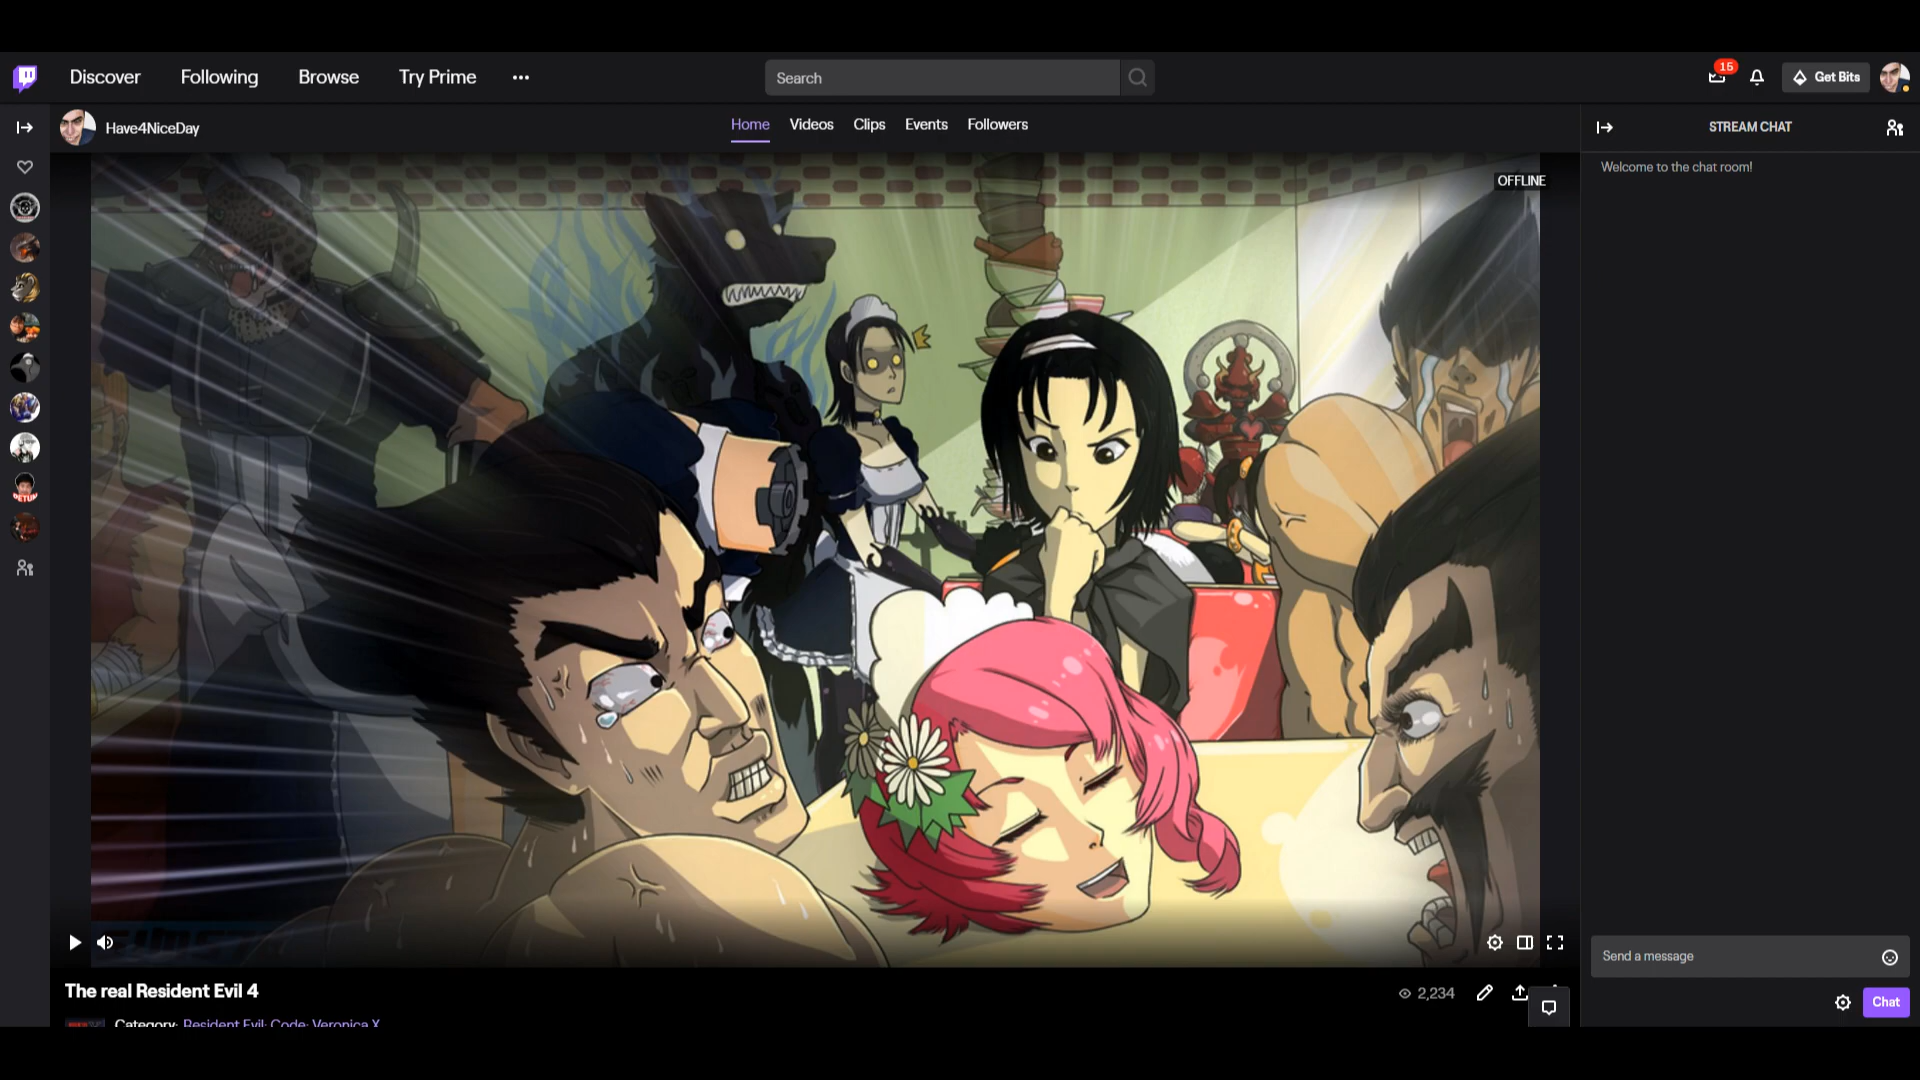 Discover Following Browse Try Prime
Search
15
Get Bits
Have4NiceDay
Home Videos Clips Events Followers
STREAM CHAT
Welcome to the chat room!
OFFLINE
The real Resident Evil 4
2,234
Category: Resident Evil: Code: Veronica X
Send a message
Chat